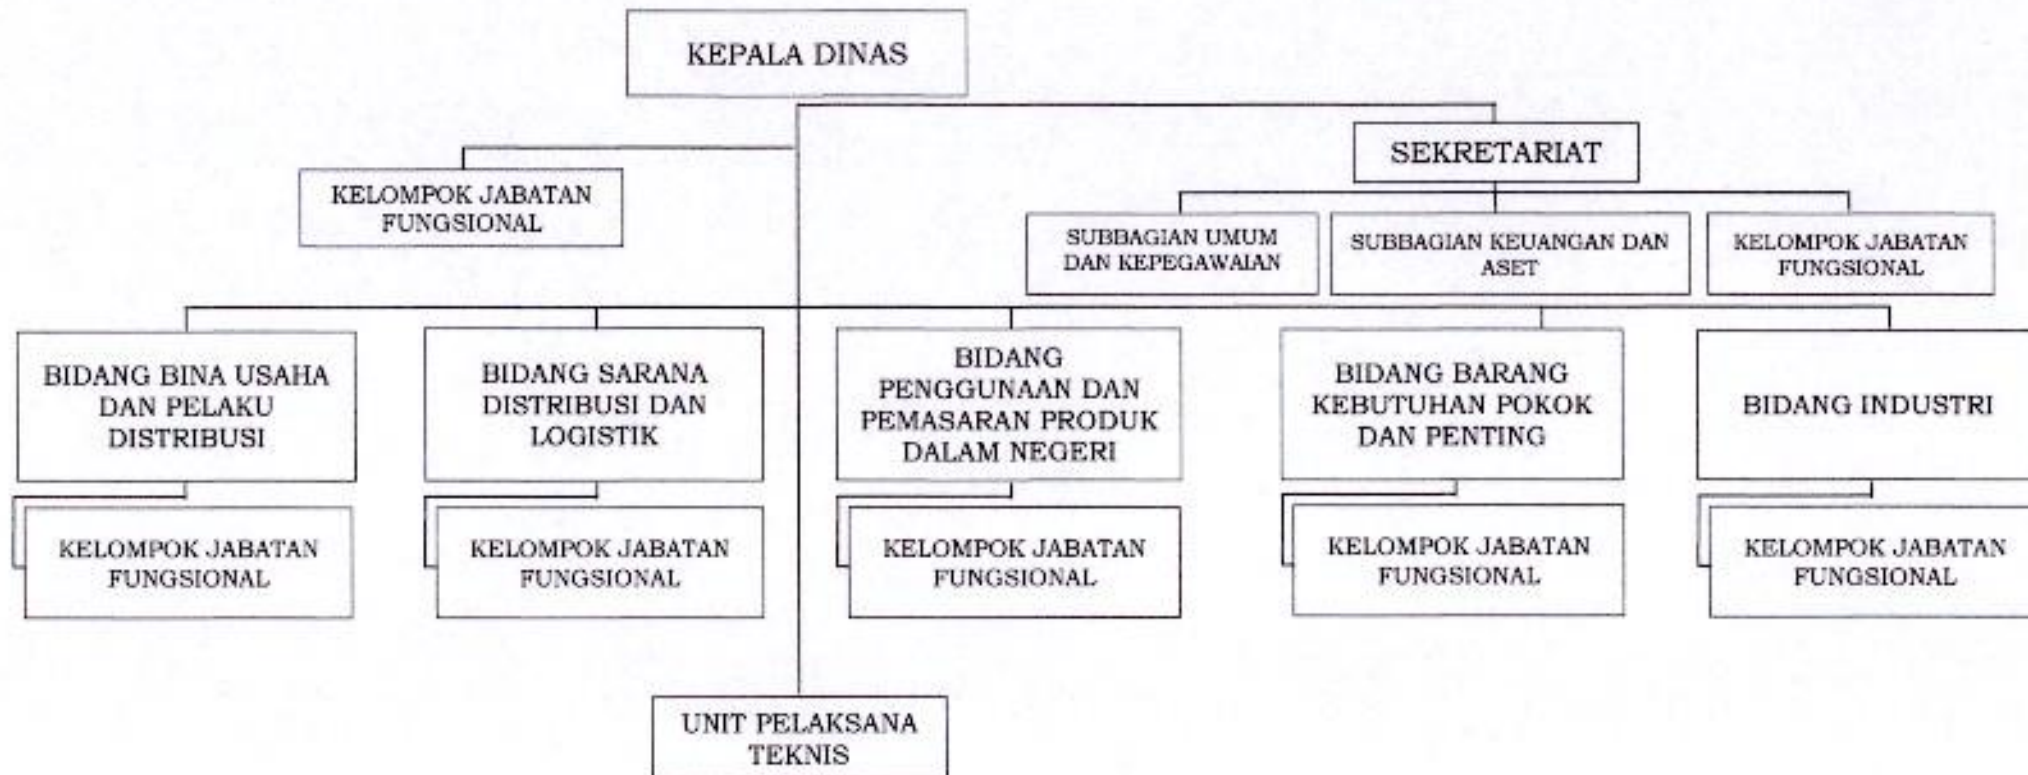 KEPALA DINAS
SEKRETARIAT
KELOMPOK JABATAN
FUNGSIONAL
SUBBAGIAN UMUM
DAN KEPEGAWAIAN
SUBBAGIAN KEUANGAN DAN
ASET
KELOMPOK JABATAN
FUNGSIONAL
BIDANG BINA USAHA
DAN PELAKU
DISTRIBUSI
BIDANG SARANA
DISTRIBUSI DAN
LOGISTIK
BIDANG
PENGGUNAAN DAN
PEMASARAN PRODUK
DALAM NEGERI
BIDANG BARANG
KEBUTUHAN POKOK
DAN PENTING
BIDANG INDUSTRI
KELOMPOK JABATAN
FUNGSIONAL
KELOMPOK JABATAN
FUNGSIONAL
KELOMPOK JABATAN
FUNGSIONAL
KELOMPOK JABATAN
FUNGSIONAL
KELOMPOK JABATAN
FUNGSIONAL
UNIT PELAKSANA
TEKNIS